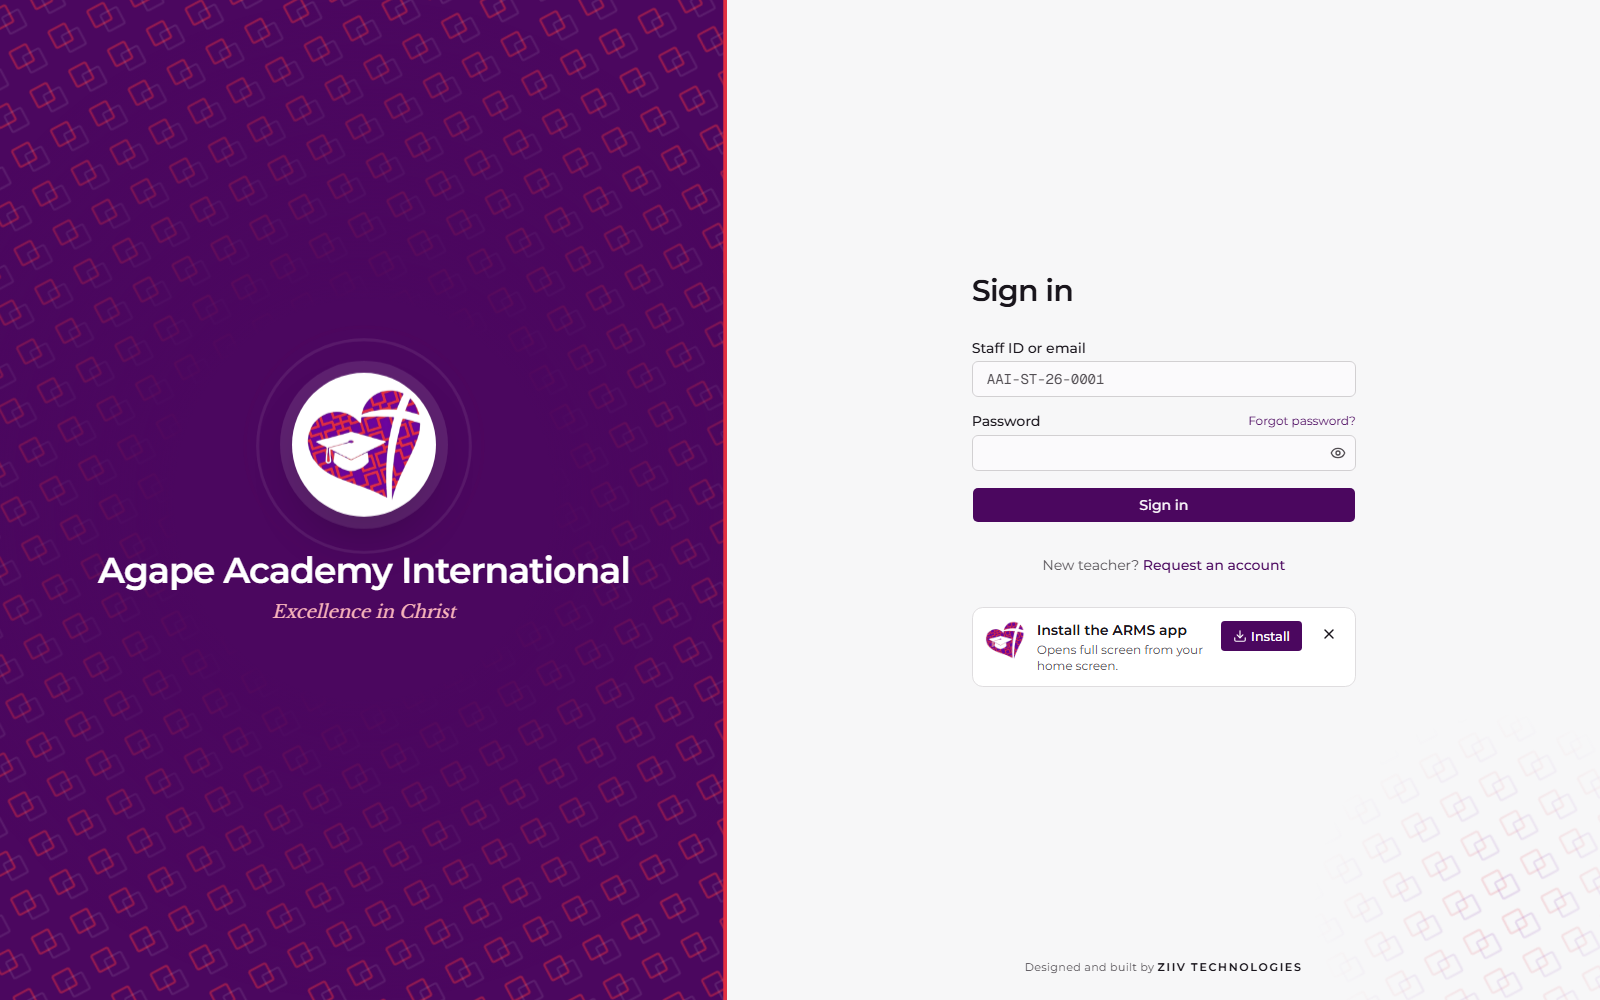 Agape Academy International
Excellence in Christ
Sign in
Staff ID or email
AAI-ST-26-0001
Password
Forgot password?
Sign in
New teacher? Request an account
Install the ARMS app
Opens full screen from your
home screen.
Install
Designed and built by ZIIV TECHNOLOGIES